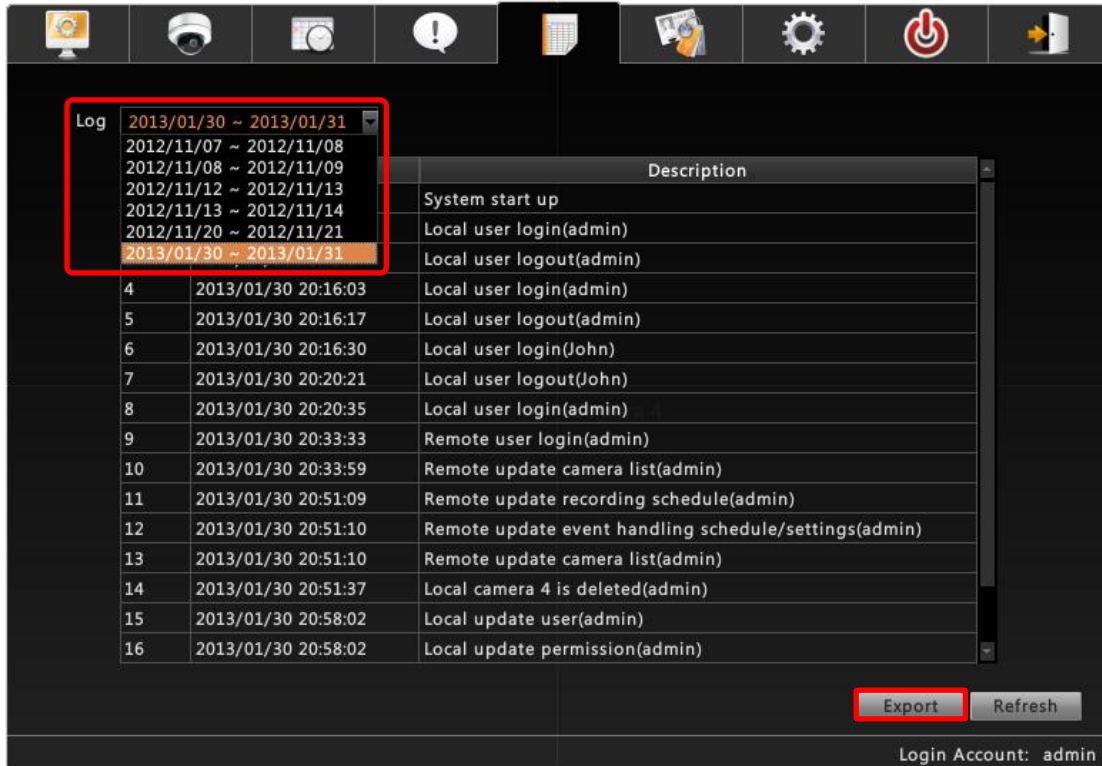 Log 2013/01/30 ~ 2013/01/31
2012/11/07 ~ 2012/11/08
2012/11/08 ~ 2012/11/09
2012/11/12 ~ 2012/11/13
2012/11/13 ~ 2012/11/14
2012/11/20 ~ 2012/11/21
2013/01/30 ~ 2013/01/31
Description
System start up
Local user login(admin)
Local user logout(admin)
4 2013/01/30 20:16:03 Local user login(admin)
5 2013/01/30 20:16:17 Local user logout(admin)
6 2013/01/30 20:16:30 Local user login(John)
7 2013/01/30 20:20:21 Local user logout(John)
8 2013/01/30 20:20:35 Local user login(admin)
9 2013/01/30 20:33:33 Remote user login(admin)
10 2013/01/30 20:33:59 Remote update camera list(admin)
11 2013/01/30 20:51:09 Remote update recording schedule(admin)
12 2013/01/30 20:51:10 Remote update event handling schedule/settings(admin)
13 2013/01/30 20:51:10 Remote update camera list(admin)
14 2013/01/30 20:51:37 Local camera 4 is deleted(admin)
15 2013/01/30 20:58:02 Local update user(admin)
16 2013/01/30 20:58:02 Local update permission(admin)
Export Refresh
Login Account: admin